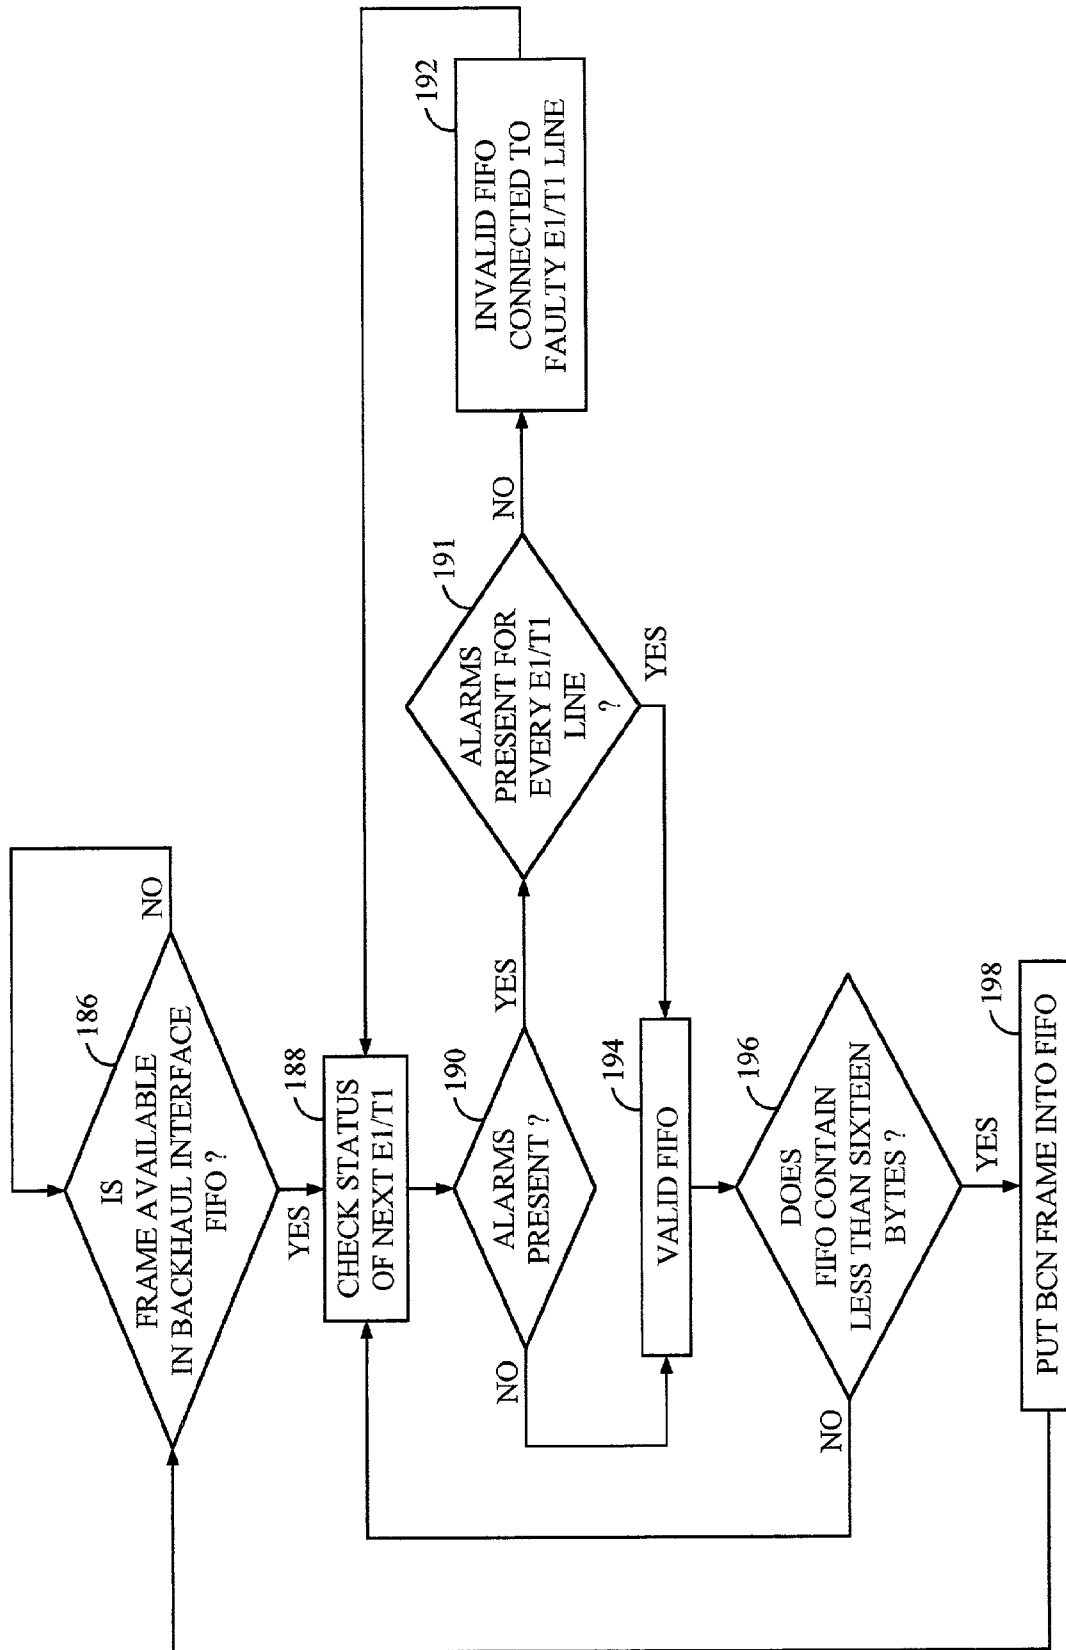 IS
FRAME AVAILABLE
IN BACKHAUL INTERFACE
FIFO ?
186
NO
YES
CHECK STATUS
OF NEXT E1/T1
188
ALARMS
PRESENT ?
190
YES
NO
ALARMS
PRESENT FOR
EVERY E1/T1
LINE
?
191
NO
YES
INVALID FIFO
CONNECTED TO
FAULTY E1/T1 LINE
192
VALID FIFO
194
DOES
FIFO CONTAIN
LESS THAN SIXTEEN
BYTES ?
196
NO
YES
PUT BCN FRAME INTO FIFO
198